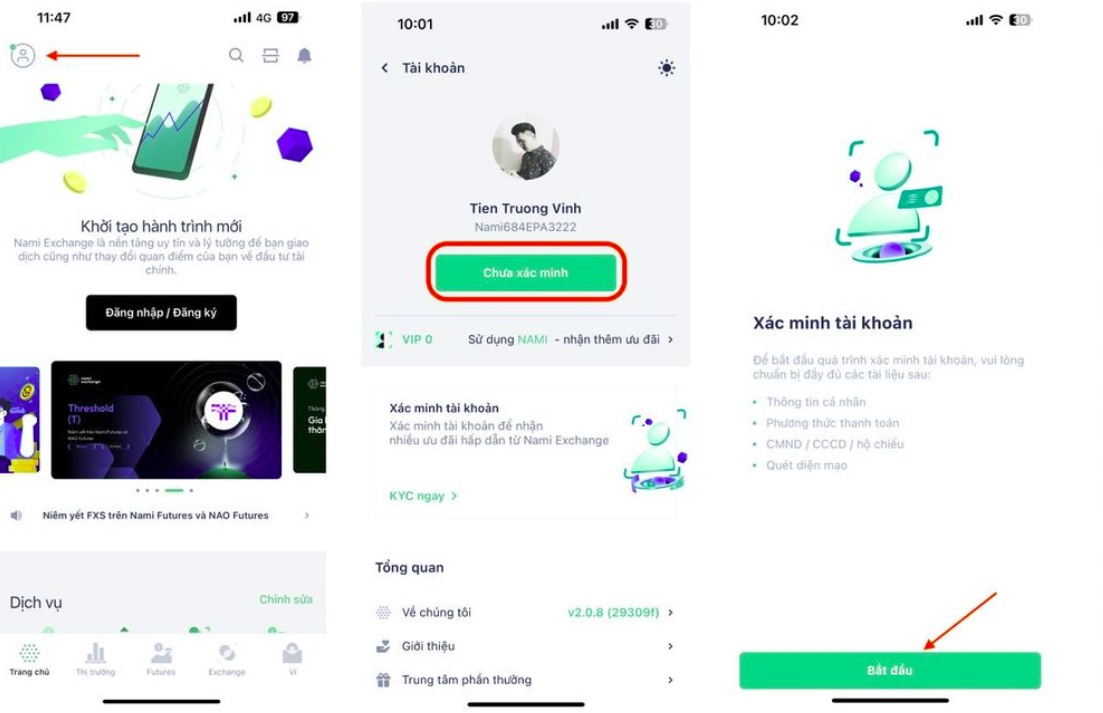 11:47
4G 97
Khởi tạo hành trình mới
Nami Exchange là nền tảng uy tín và lý tưởng để bạn giao
dịch cũng như thay đổi quan điểm của bạn về đầu tư tài
chính.
Đăng nhập / Đăng ký
nami
exchange
Threshold
(T)
Niêm yết FXS trên Nami Futures và NAO Futures
Dịch vụ
Chỉnh sửa
Trang chủ
Thị trường
Futures
Exchange
Ví
10:01
30
Tài khoản
Tien Truong Vinh
Nami684EPA3222
Chưa xác minh
VIP 0
Sử dụng NAMI - nhận thêm ưu đãi
Xác minh tài khoản
Xác minh tài khoản để nhận
nhiều ưu đãi hấp dẫn từ Nami Exchange
KYC ngay
Tổng quan
Về chúng tôi
v2.0.8 (29309f)
Giới thiệu
Trung tâm phần thưởng
10:02
30
Xác minh tài khoản
Để bắt đầu quá trình xác minh tài khoản, vui lòng
chuẩn bị đầy đủ các tài liệu sau:
Thông tin cá nhân
Phương thức thanh toán
CMND / CCCD / hộ chiếu
Quét diện mạo
Bắt đầu